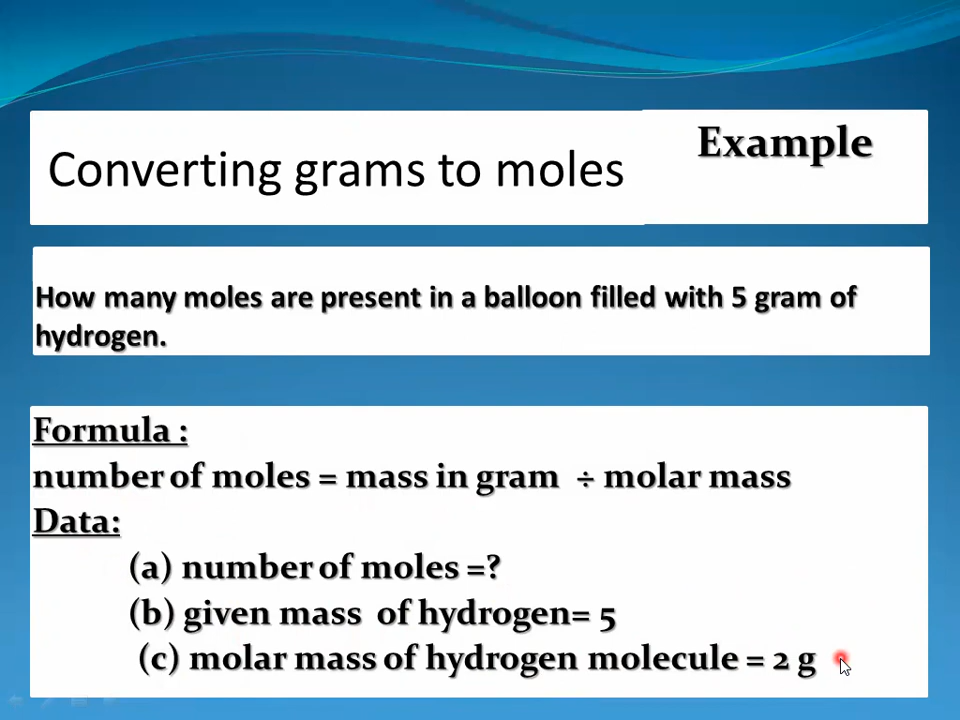 Converting grams to moles
Example
How many moles are present in a balloon filled with 5 gram of
hydrogen.
Formula :
number of moles = mass in gram ÷ molar mass
Data:
(a) number of moles =?
(b) given mass of hydrogen= 5
(c) molar mass of hydrogen molecule = 2 g